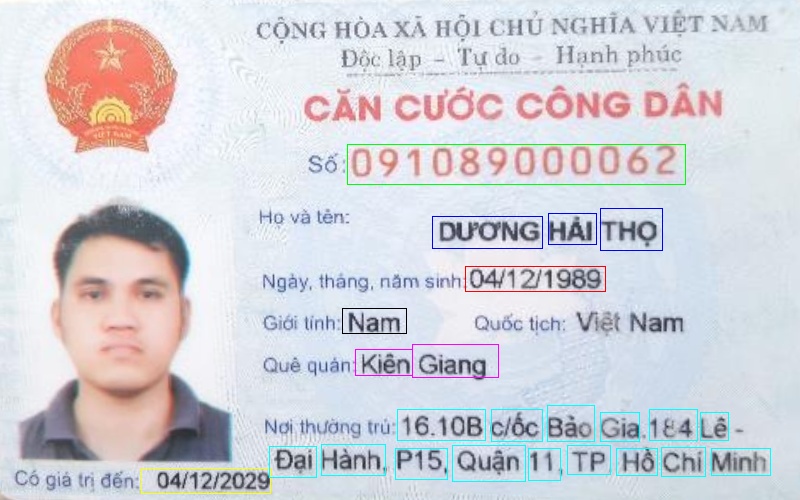 CỘNG HÒA XÃ HỘI CHỦ NGHĨA VIỆT NAM
Độc lập – Tự do – Hạnh phúc
CĂN CƯỚC CÔNG DÂN
Số: 091089000062
Họ và tên: DƯƠNG HẢI THỌ
Ngày, tháng, năm sinh: 04/12/1989
Giới tính: Nam Quốc tịch: Việt Nam
Quê quán: Kiên Giang
Nơi thường trú: 16.10B c/ốc Bảo Gia.184 Lê -
Đại Hành, P15, Quận 11, TP. Hồ Chí Minh
Có giá trị đến: 04/12/2029